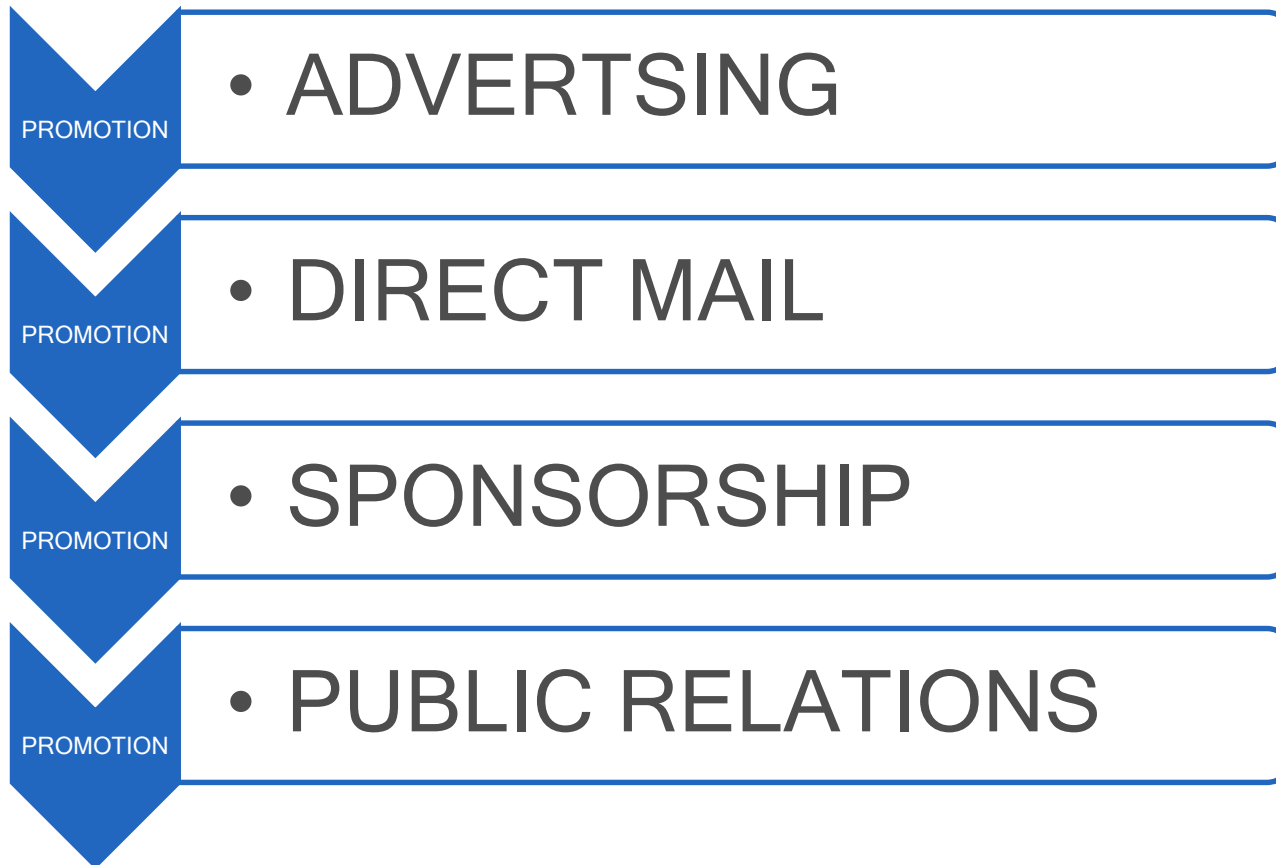 PROMOTION
• ADVERTSING
PROMOTION
• DIRECT MAIL
PROMOTION
• SPONSORSHIP
PROMOTION
• PUBLIC RELATIONS